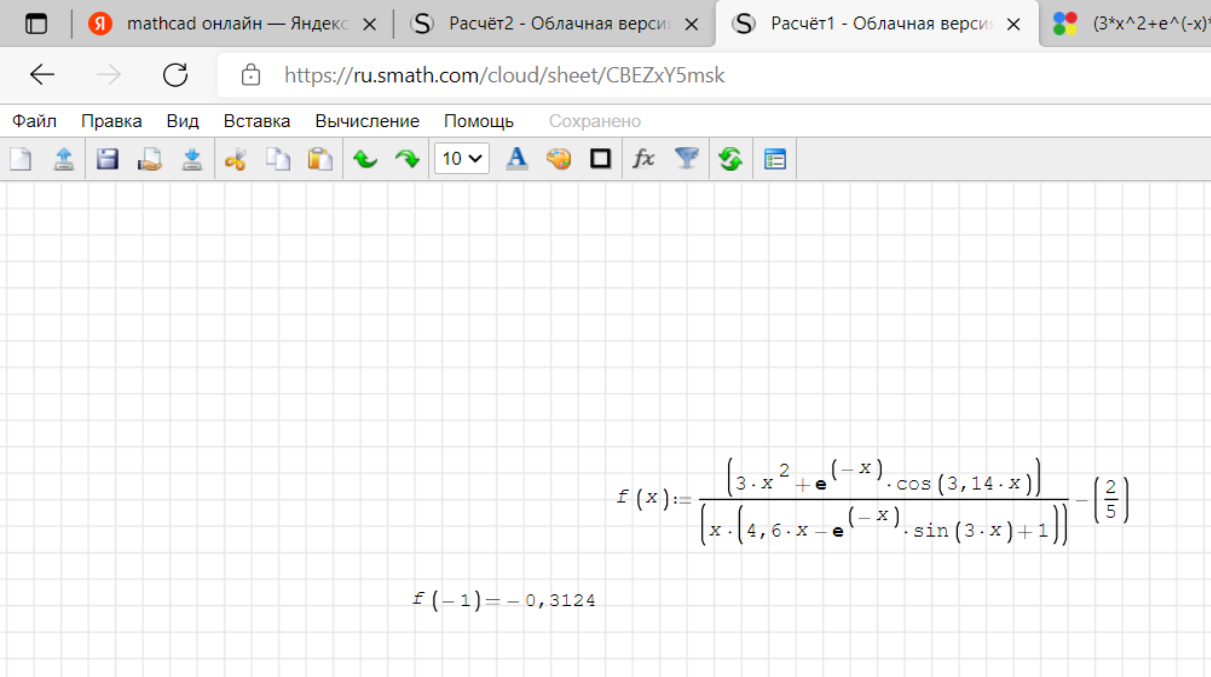 mathcad онлайн — Яндекс
Расчёт2 - Облачная верси
Расчёт1 - Облачная верси
(3*x^2+e^(-x)*
https://ru.smath.com/cloud/sheet/CBEZxY5msk
Файл Правка Вид Вставка Вычисление Помощь Сохранено
10
f(x):=(3·x^2+e^(-x)·cos(3,14·x))/(x·(4,6·x-e^(-x)·sin(3·x)+1))-(2/5)
f(-1)=-0,3124